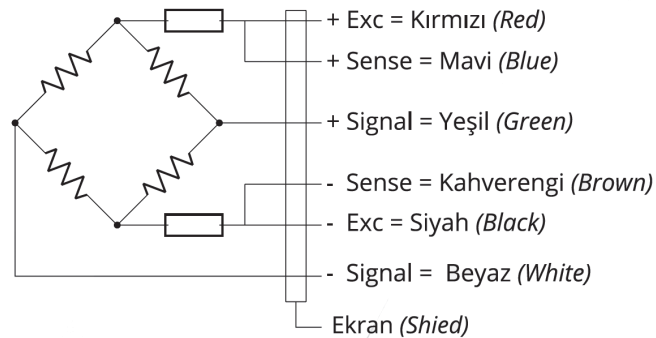 + Exc = Kırmızı (Red)
+ Sense = Mavi (Blue)
+ Signal = Yeşil (Green)
- Sense = Kahverengi (Brown)
- Exc = Siyah (Black)
- Signal = Beyaz (White)
Ekran (Shied)